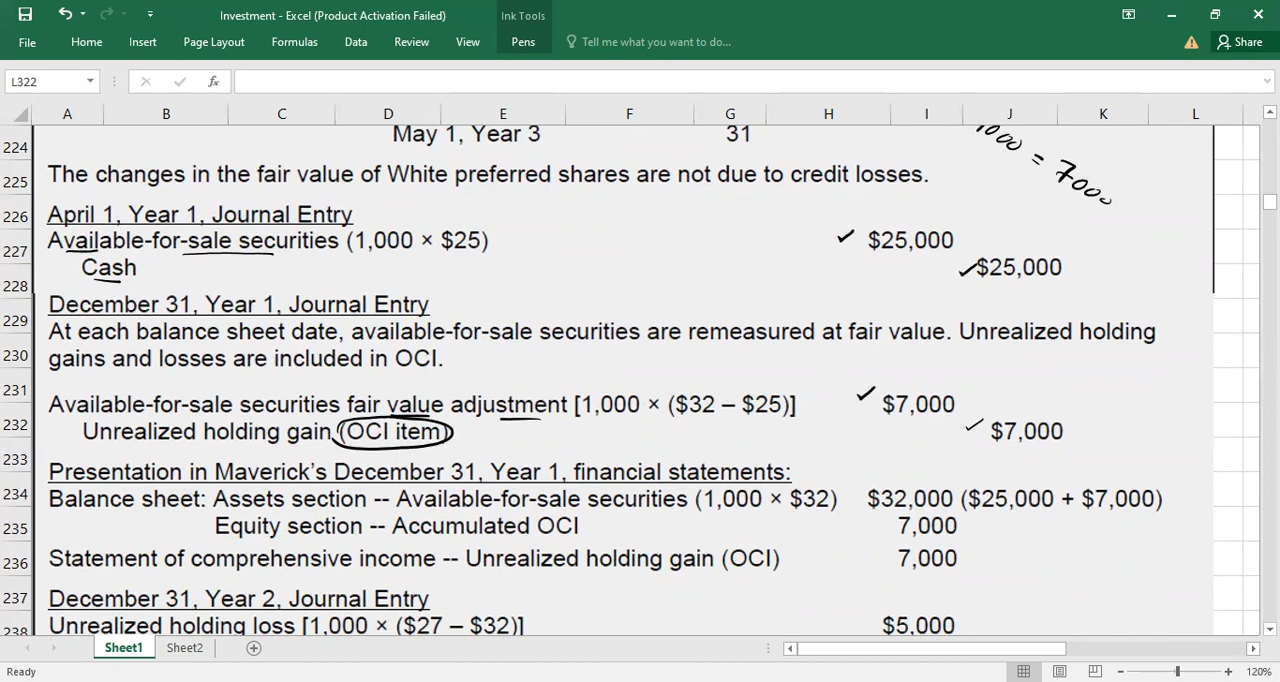 Investment - Excel (Product Activation Failed)
Ink Tools
File Home Insert Page Layout Formulas Data Review View Pens Tell me what you want to do... Share
L322 fx
A B C D E F G H I J K L
224 May 1, Year 3 31
1000 = 7000
225 The changes in the fair value of White preferred shares are not due to credit losses.
226 April 1, Year 1, Journal Entry
227 Available-for-sale securities (1,000 × $25) $25,000
228 Cash $25,000
229 December 31, Year 1, Journal Entry
230 At each balance sheet date, available-for-sale securities are remeasured at fair value. Unrealized holding
gains and losses are included in OCI.
231 Available-for-sale securities fair value adjustment [1,000 × ($32 – $25)] $7,000
232 Unrealized holding gain (OCI item) $7,000
233 Presentation in Maverick's December 31, Year 1, financial statements:
234 Balance sheet: Assets section -- Available-for-sale securities (1,000 × $32) $32,000 ($25,000 + $7,000)
235 Equity section -- Accumulated OCI 7,000
236 Statement of comprehensive income -- Unrealized holding gain (OCI) 7,000
237 December 31, Year 2, Journal Entry
238 Unrealized holding loss [1,000 × ($27 – $32)] $5,000
Sheet1 Sheet2
Ready 120%